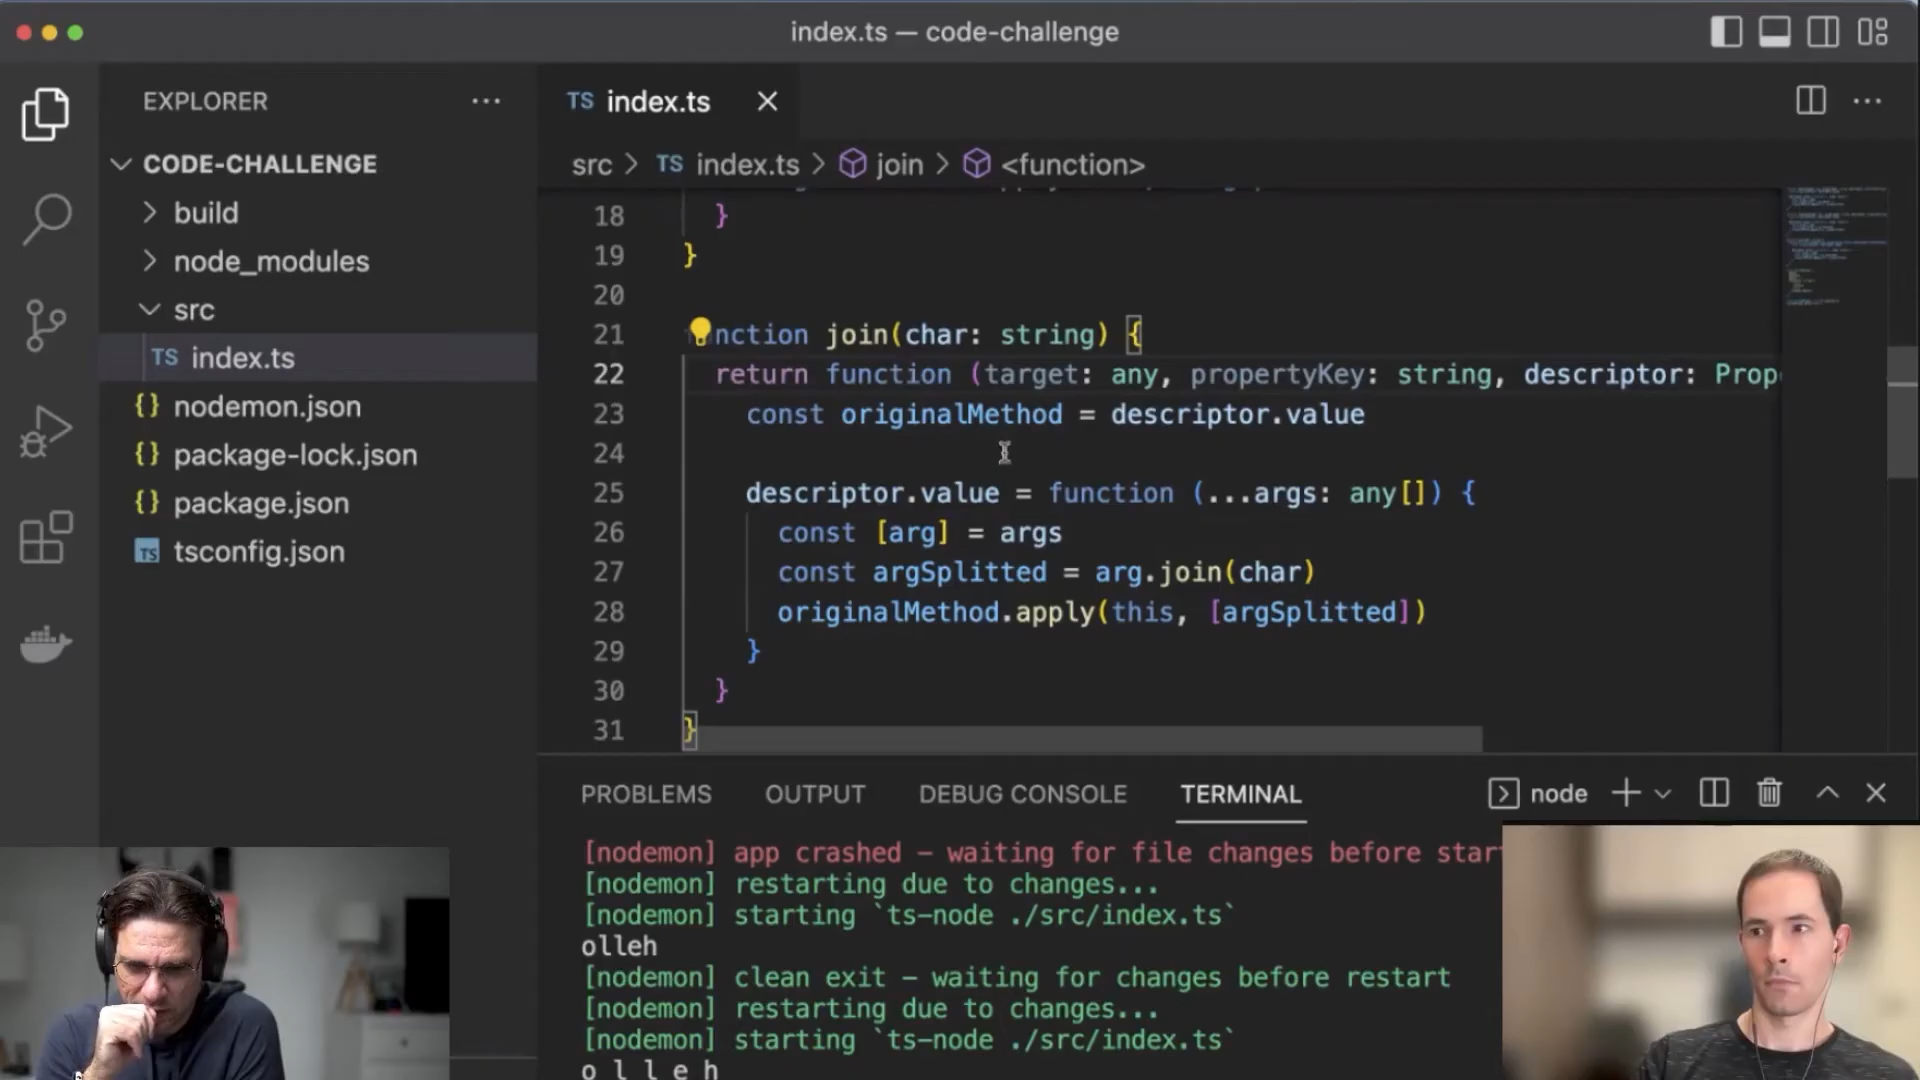 index.ts — code-challenge
EXPLORER
CODE-CHALLENGE
build
node_modules
src
TS index.ts
{} nodemon.json
{} package-lock.json
{} package.json
TS tsconfig.json
TS index.ts
src > TS index.ts > join > <function>
18 }
19 }
20
21 nction join(char: string) {
22 return function (target: any, propertyKey: string, descriptor: Prop
23 const originalMethod = descriptor.value
24
25 descriptor.value = function (...args: any[]) {
26 const [arg] = args
27 const argSplitted = arg.join(char)
28 originalMethod.apply(this, [argSplitted])
29 }
30 }
31 }
PROBLEMS OUTPUT DEBUG CONSOLE TERMINAL node
[nodemon] app crashed – waiting for file changes before star
[nodemon] restarting due to changes...
[nodemon] starting `ts-node ./src/index.ts`
olleh
[nodemon] clean exit – waiting for changes before restart
[nodemon] restarting due to changes...
[nodemon] starting `ts-node ./src/index.ts`
o l l e h